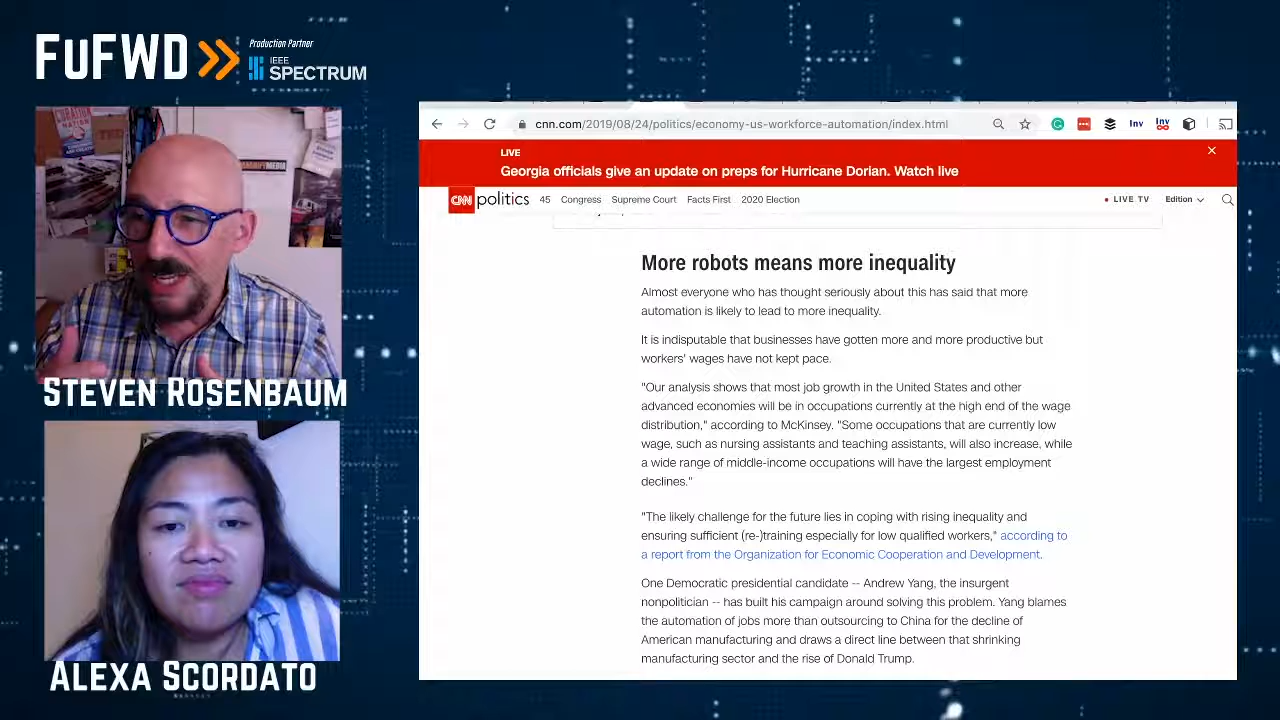 FUFWD
Production Partner
IEEE
SPECTRUM
STEVEN ROSENBAUM
ALEXA SCORDATO
cnn.com/2019/08/24/politics/economy-us-workforce-automation/index.html
Inv
Inv
LIVE
Georgia officials give an update on preps for Hurricane Dorian. Watch live
CNN politics 45 Congress Supreme Court Facts First 2020 Election LIVE TV Edition
More robots means more inequality
Almost everyone who has thought seriously about this has said that more
automation is likely to lead to more inequality.
It is indisputable that businesses have gotten more and more productive but
workers' wages have not kept pace.
"Our analysis shows that most job growth in the United States and other
advanced economies will be in occupations currently at the high end of the wage
distribution," according to McKinsey. "Some occupations that are currently low
wage, such as nursing assistants and teaching assistants, will also increase, while
a wide range of middle-income occupations will have the largest employment
declines."
"The likely challenge for the future lies in coping with rising inequality and
ensuring sufficient (re-)training especially for low qualified workers," according to
a report from the Organization for Economic Cooperation and Development.
One Democratic presidential candidate -- Andrew Yang, the insurgent
nonpolitician -- has built his campaign around solving this problem. Yang blames
the automation of jobs more than outsourcing to China for the decline of
American manufacturing and draws a direct line between that shrinking
manufacturing sector and the rise of Donald Trump.